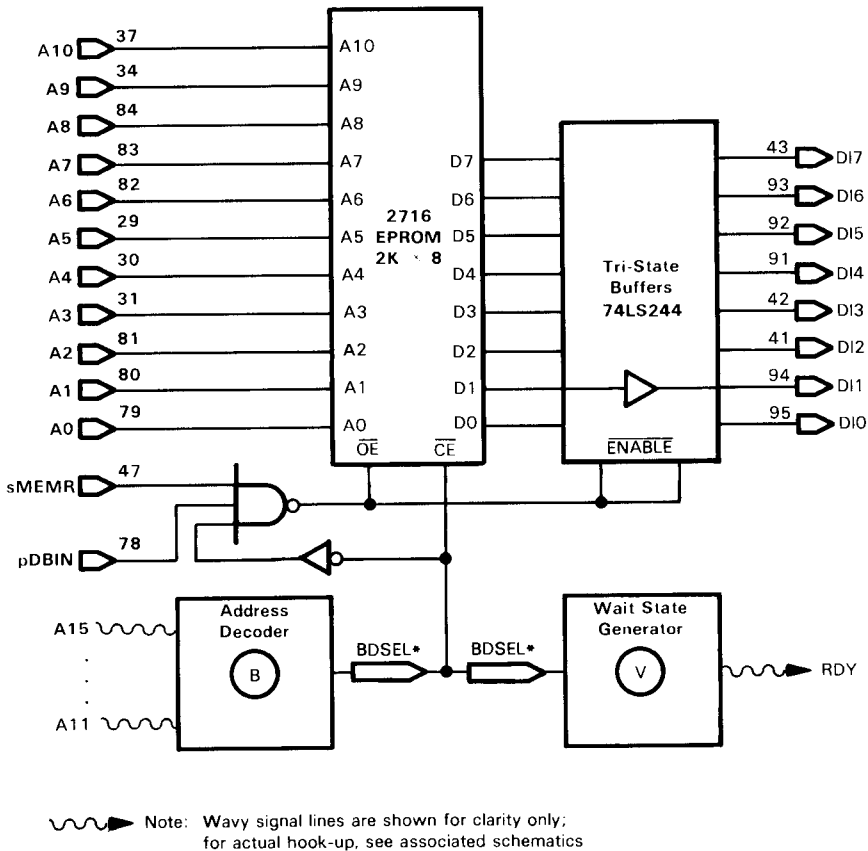 A10 37 A10
A9 34 A9
A8 84 A8
A7 83 A7 D7 43 DI7
A6 82 A6 D6 93 DI6
2716
EPROM
2K × 8
A5 29 A5 D5 92 DI5
A4 30 A4 D4 91 DI4
Tri-State
Buffers
74LS244
A3 31 A3 D3 42 DI3
A2 81 A2 D2 41 DI2
A1 80 A1 D1 94 DI1
A0 79 A0 D0 95 DI0
OE CE ENABLE
sMEMR 47
pDBIN 78
Address
Decoder
Wait State
Generator
A15
BDSEL* BDSEL*
B V RDY
.
.
.
A11
Note: Wavy signal lines are shown for clarity only;
for actual hook-up, see associated schematics